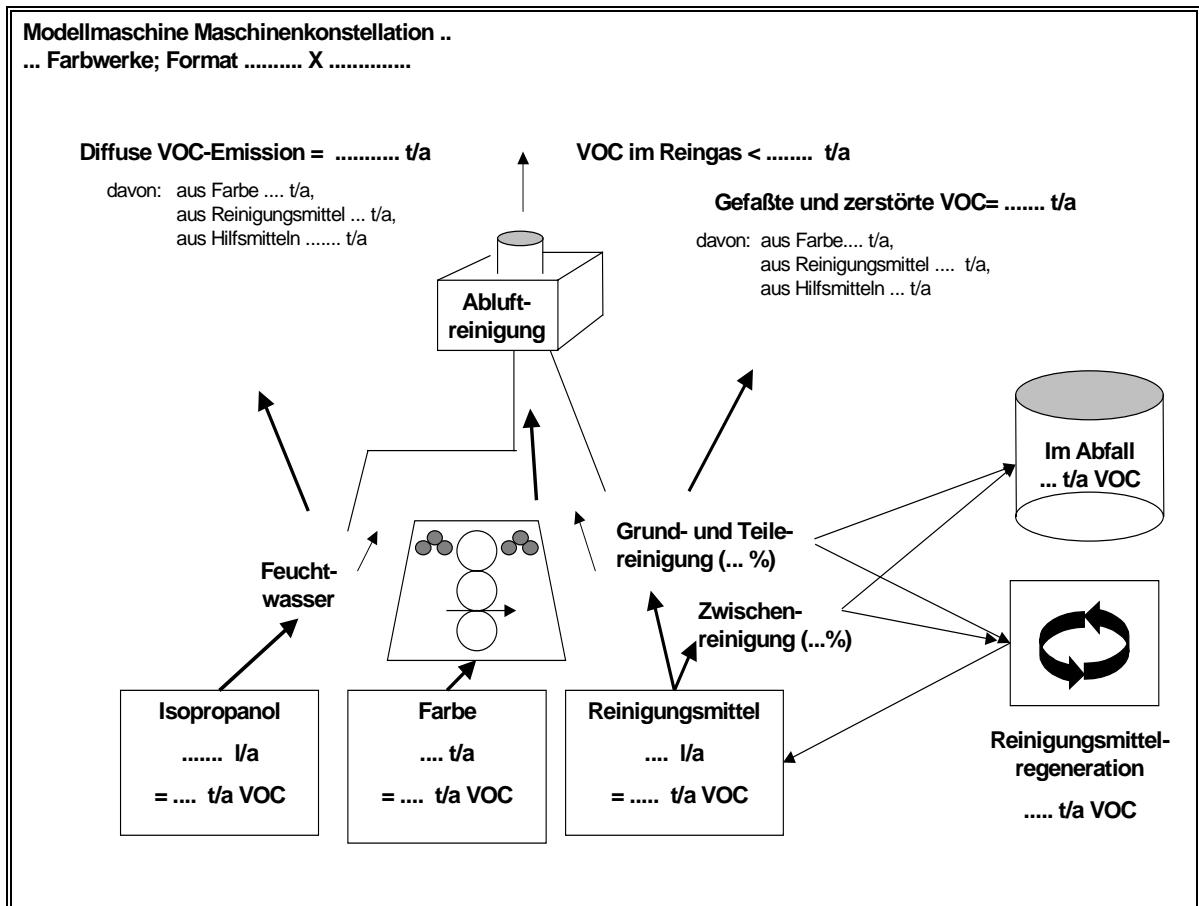 Modellmaschine Maschinenkonstellation ..
... Farbwerke; Format .......... X ..............
Diffuse VOC-Emission = ........... t/a
davon: aus Farbe .... t/a,
aus Reinigungsmittel ... t/a,
aus Hilfsmitteln ....... t/a
VOC im Reingas < ........ t/a
Gefaßte und zerstörte VOC= ....... t/a
davon: aus Farbe.... t/a,
aus Reinigungsmittel .... t/a,
aus Hilfsmitteln ... t/a
Abluft-
reinigung
Im Abfall
... t/a VOC
Feucht-
wasser
Grund- und Teile-
reinigung (... %)
Zwischen-
reinigung (...%)
Isopropanol
....... l/a
= .... t/a VOC
Farbe
.... t/a
= .... t/a VOC
Reinigungsmittel
.... l/a
= ..... t/a VOC
Reinigungsmittel-
regeneration
..... t/a VOC